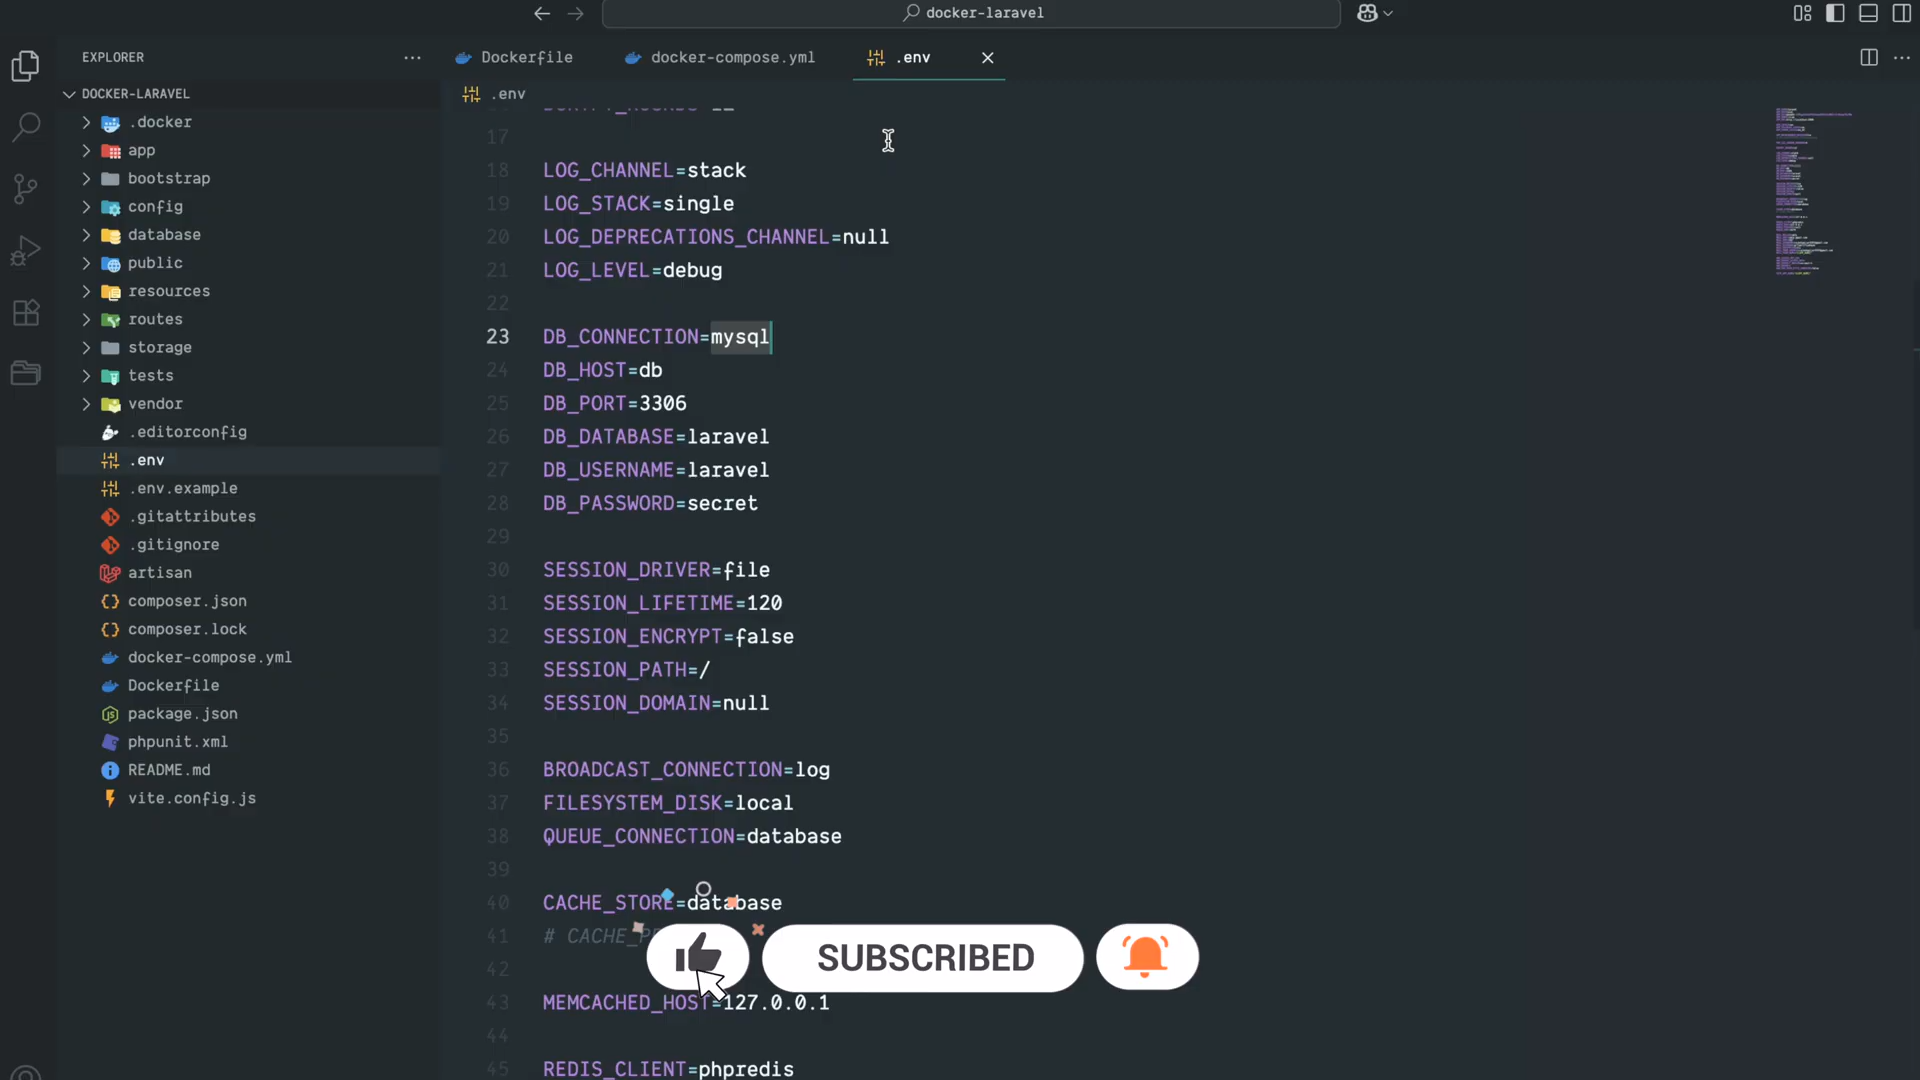 docker-laravel
EXPLORER
Dockerfile
docker-compose.yml
.env
DOCKER-LARAVEL
.env
.docker
app
bootstrap
config
database
public
resources
routes
storage
tests
vendor
.editorconfig
.env
.env.example
.gitattributes
.gitignore
artisan
composer.json
composer.lock
docker-compose.yml
Dockerfile
package.json
phpunit.xml
README.md
vite.config.js
17
18 LOG_CHANNEL=stack
19 LOG_STACK=single
20 LOG_DEPRECATIONS_CHANNEL=null
21 LOG_LEVEL=debug
22
23 DB_CONNECTION=mysql
24 DB_HOST=db
25 DB_PORT=3306
26 DB_DATABASE=laravel
27 DB_USERNAME=laravel
28 DB_PASSWORD=secret
29
30 SESSION_DRIVER=file
31 SESSION_LIFETIME=120
32 SESSION_ENCRYPT=false
33 SESSION_PATH=/
34 SESSION_DOMAIN=null
35
36 BROADCAST_CONNECTION=log
37 FILESYSTEM_DISK=local
38 QUEUE_CONNECTION=database
39
40 CACHE_STORE=database
41 # CACHE_P
SUBSCRIBED
42
43 MEMCACHED_HOST=127.0.0.1
44
45 REDIS_CLIENT=phpredis